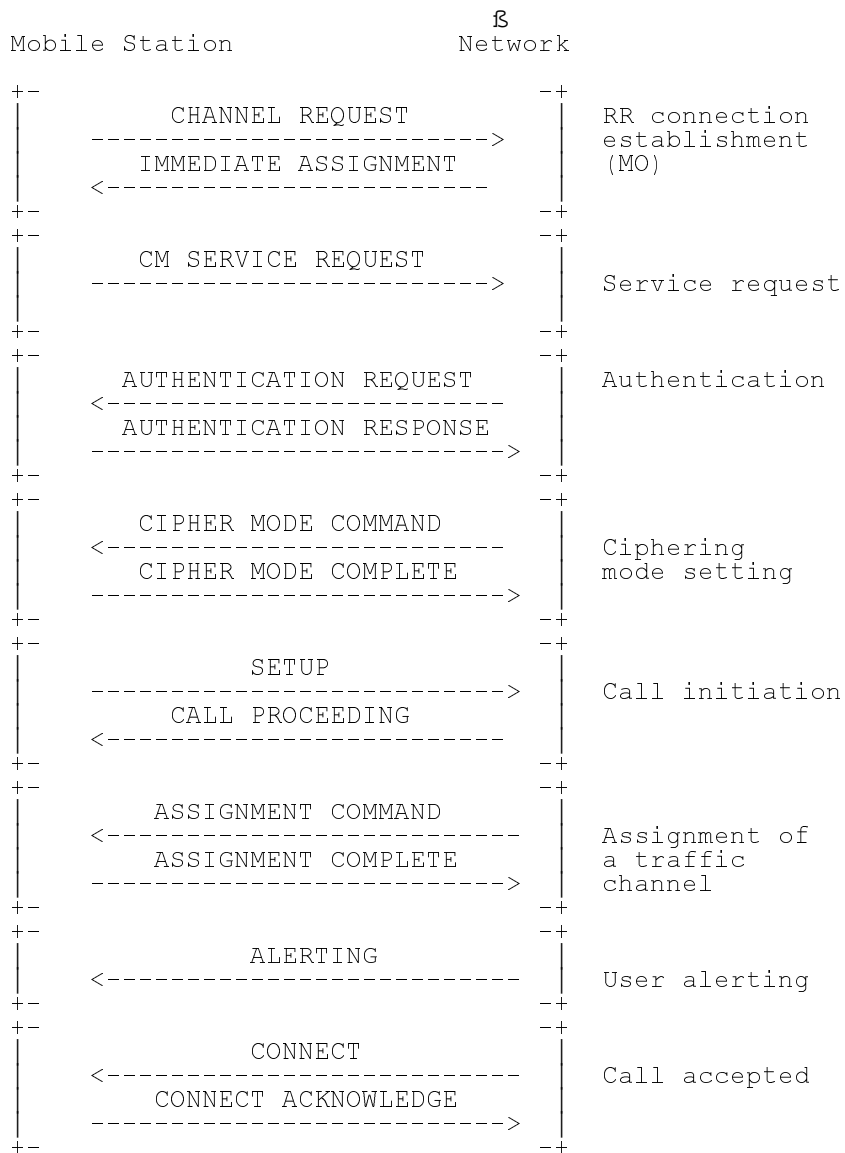 ß
Mobile Station Network
CHANNEL REQUEST RR connection
establishment
IMMEDIATE ASSIGNMENT (MO)
CM SERVICE REQUEST
Service request
AUTHENTICATION REQUEST Authentication
AUTHENTICATION RESPONSE
CIPHER MODE COMMAND
Ciphering
CIPHER MODE COMPLETE mode setting
SETUP
Call initiation
CALL PROCEEDING
ASSIGNMENT COMMAND
Assignment of
ASSIGNMENT COMPLETE a traffic
channel
ALERTING
User alerting
CONNECT
Call accepted
CONNECT ACKNOWLEDGE